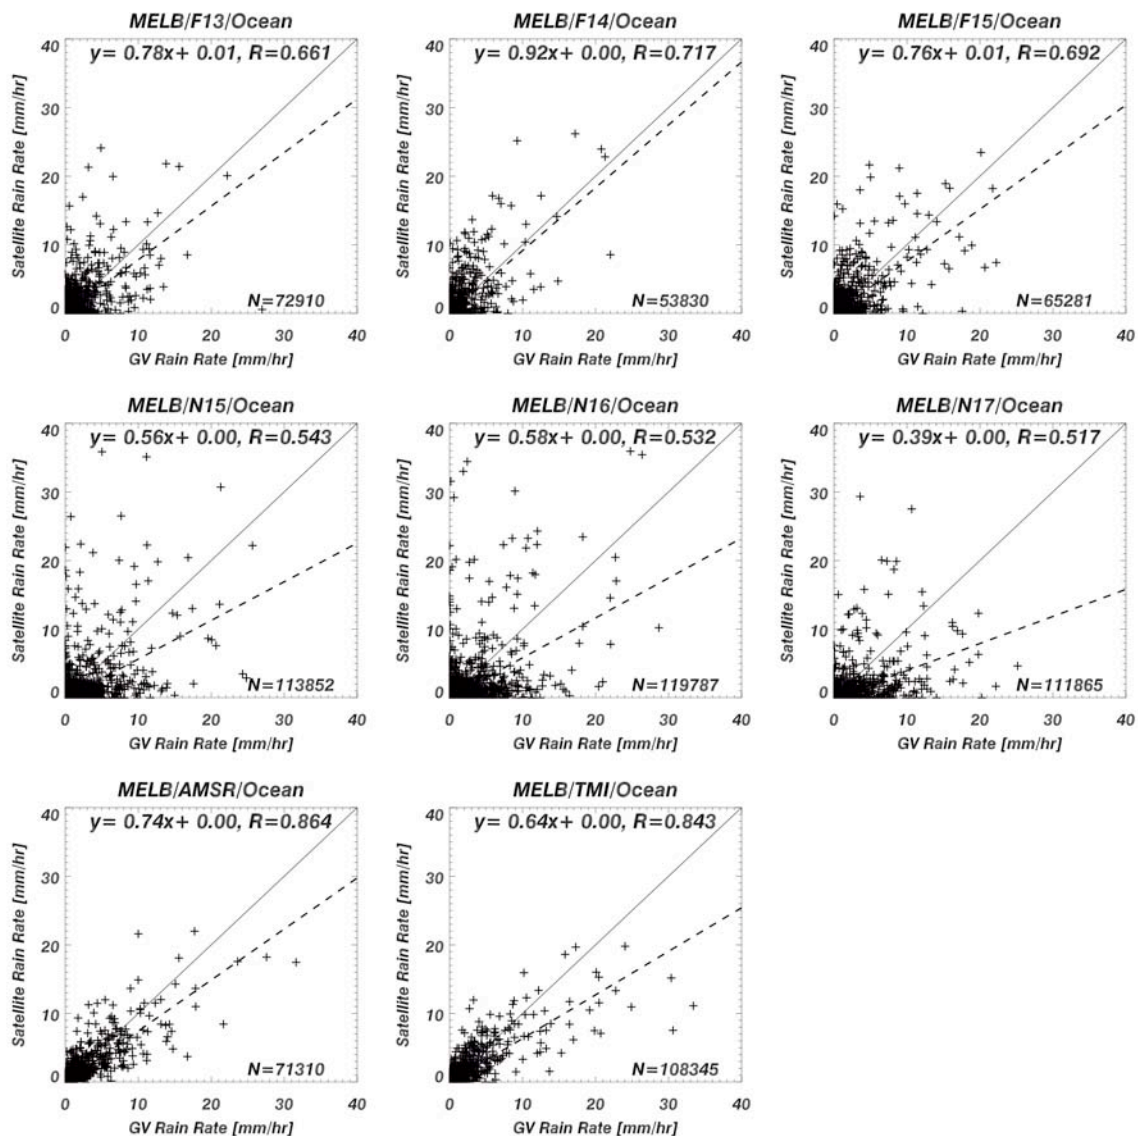 MELB/F13/Ocean
y= 0.78x+ 0.01, R=0.661
40
30
20
10
0
Satellite Rain Rate [mm/hr]
N=72910
0 10 20 30 40
GV Rain Rate [mm/hr]
MELB/F14/Ocean
y= 0.92x+ 0.00, R=0.717
40
30
20
10
0
Satellite Rain Rate [mm/hr]
N=53830
0 10 20 30 40
GV Rain Rate [mm/hr]
MELB/F15/Ocean
y= 0.76x+ 0.01, R=0.692
40
30
20
10
0
Satellite Rain Rate [mm/hr]
N=65281
0 10 20 30 40
GV Rain Rate [mm/hr]
MELB/N15/Ocean
y= 0.56x+ 0.00, R=0.543
40
30
20
10
0
Satellite Rain Rate [mm/hr]
N=113852
0 10 20 30 40
GV Rain Rate [mm/hr]
MELB/N16/Ocean
y= 0.58x+ 0.00, R=0.532
40
30
20
10
0
Satellite Rain Rate [mm/hr]
N=119787
0 10 20 30 40
GV Rain Rate [mm/hr]
MELB/N17/Ocean
y= 0.39x+ 0.00, R=0.517
40
30
20
10
0
Satellite Rain Rate [mm/hr]
N=111865
0 10 20 30 40
GV Rain Rate [mm/hr]
MELB/AMSR/Ocean
y= 0.74x+ 0.00, R=0.864
40
30
20
10
0
Satellite Rain Rate [mm/hr]
N=71310
0 10 20 30 40
GV Rain Rate [mm/hr]
MELB/TMI/Ocean
y= 0.64x+ 0.00, R=0.843
40
30
20
10
0
Satellite Rain Rate [mm/hr]
N=108345
0 10 20 30 40
GV Rain Rate [mm/hr]